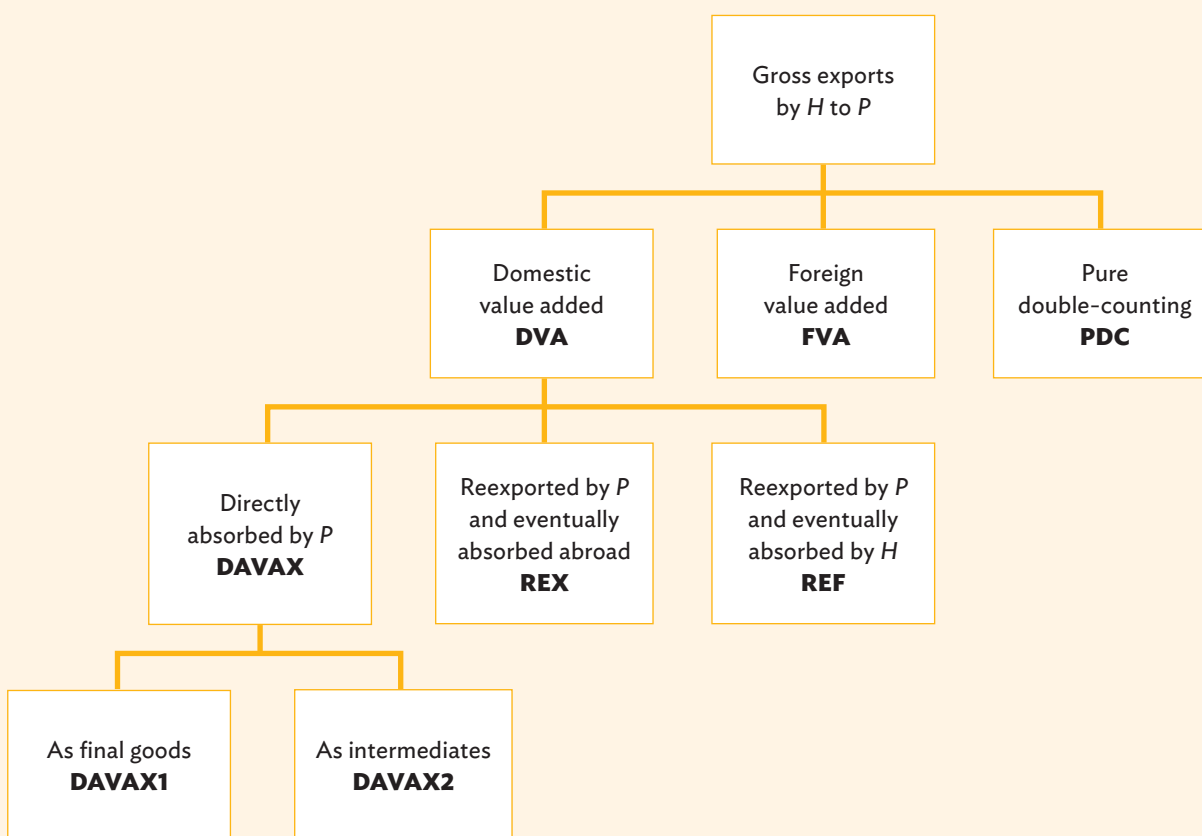 Gross exports
by H to P
Domestic
value added
DVA
Foreign
value added
FVA
Pure
double-counting
PDC
Directly
absorbed by P
DAVAX
Reexported by P
and eventually
absorbed abroad
REX
Reexported by P
and eventually
absorbed by H
REF
As final goods
DAVAX1
As intermediates
DAVAX2